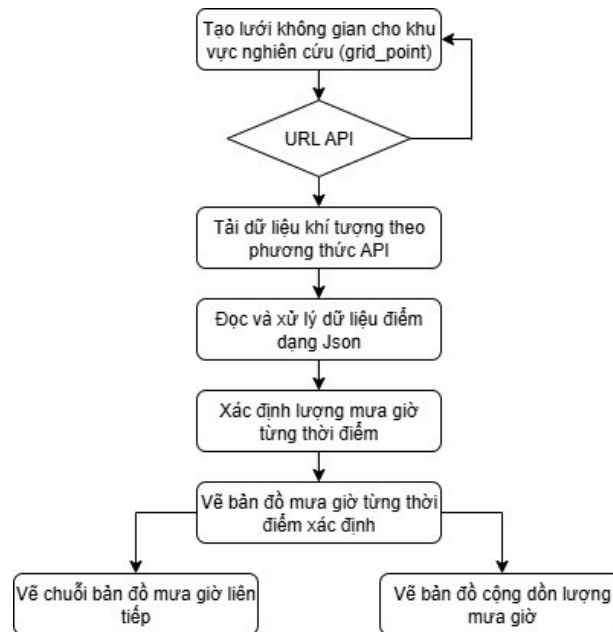 Tạo lưới không gian cho khu
vực nghiên cứu (grid_point)
URL API
Tải dữ liệu khí tượng theo
phương thức API
Đọc và xử lý dữ liệu điểm
dạng Json
Xác định lượng mưa giờ
từng thời điểm
Vẽ bản đồ mưa giờ từng thời
điểm xác định
Vẽ chuỗi bản đồ mưa giờ liên
tiếp
Vẽ bản đồ cộng dồn lượng
mưa giờ